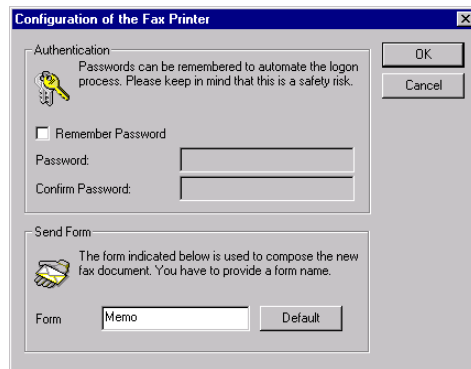 Configuration of the Fax Printer
Authentication
Passwords can be remembered to automate the logon
process. Please keep in mind that this is a safety risk.
Remember Password
Password:
Confirm Password:
OK
Cancel
Send Form
The form indicated below is used to compose the new
fax document. You have to provide a form name.
Form
Memo
Default